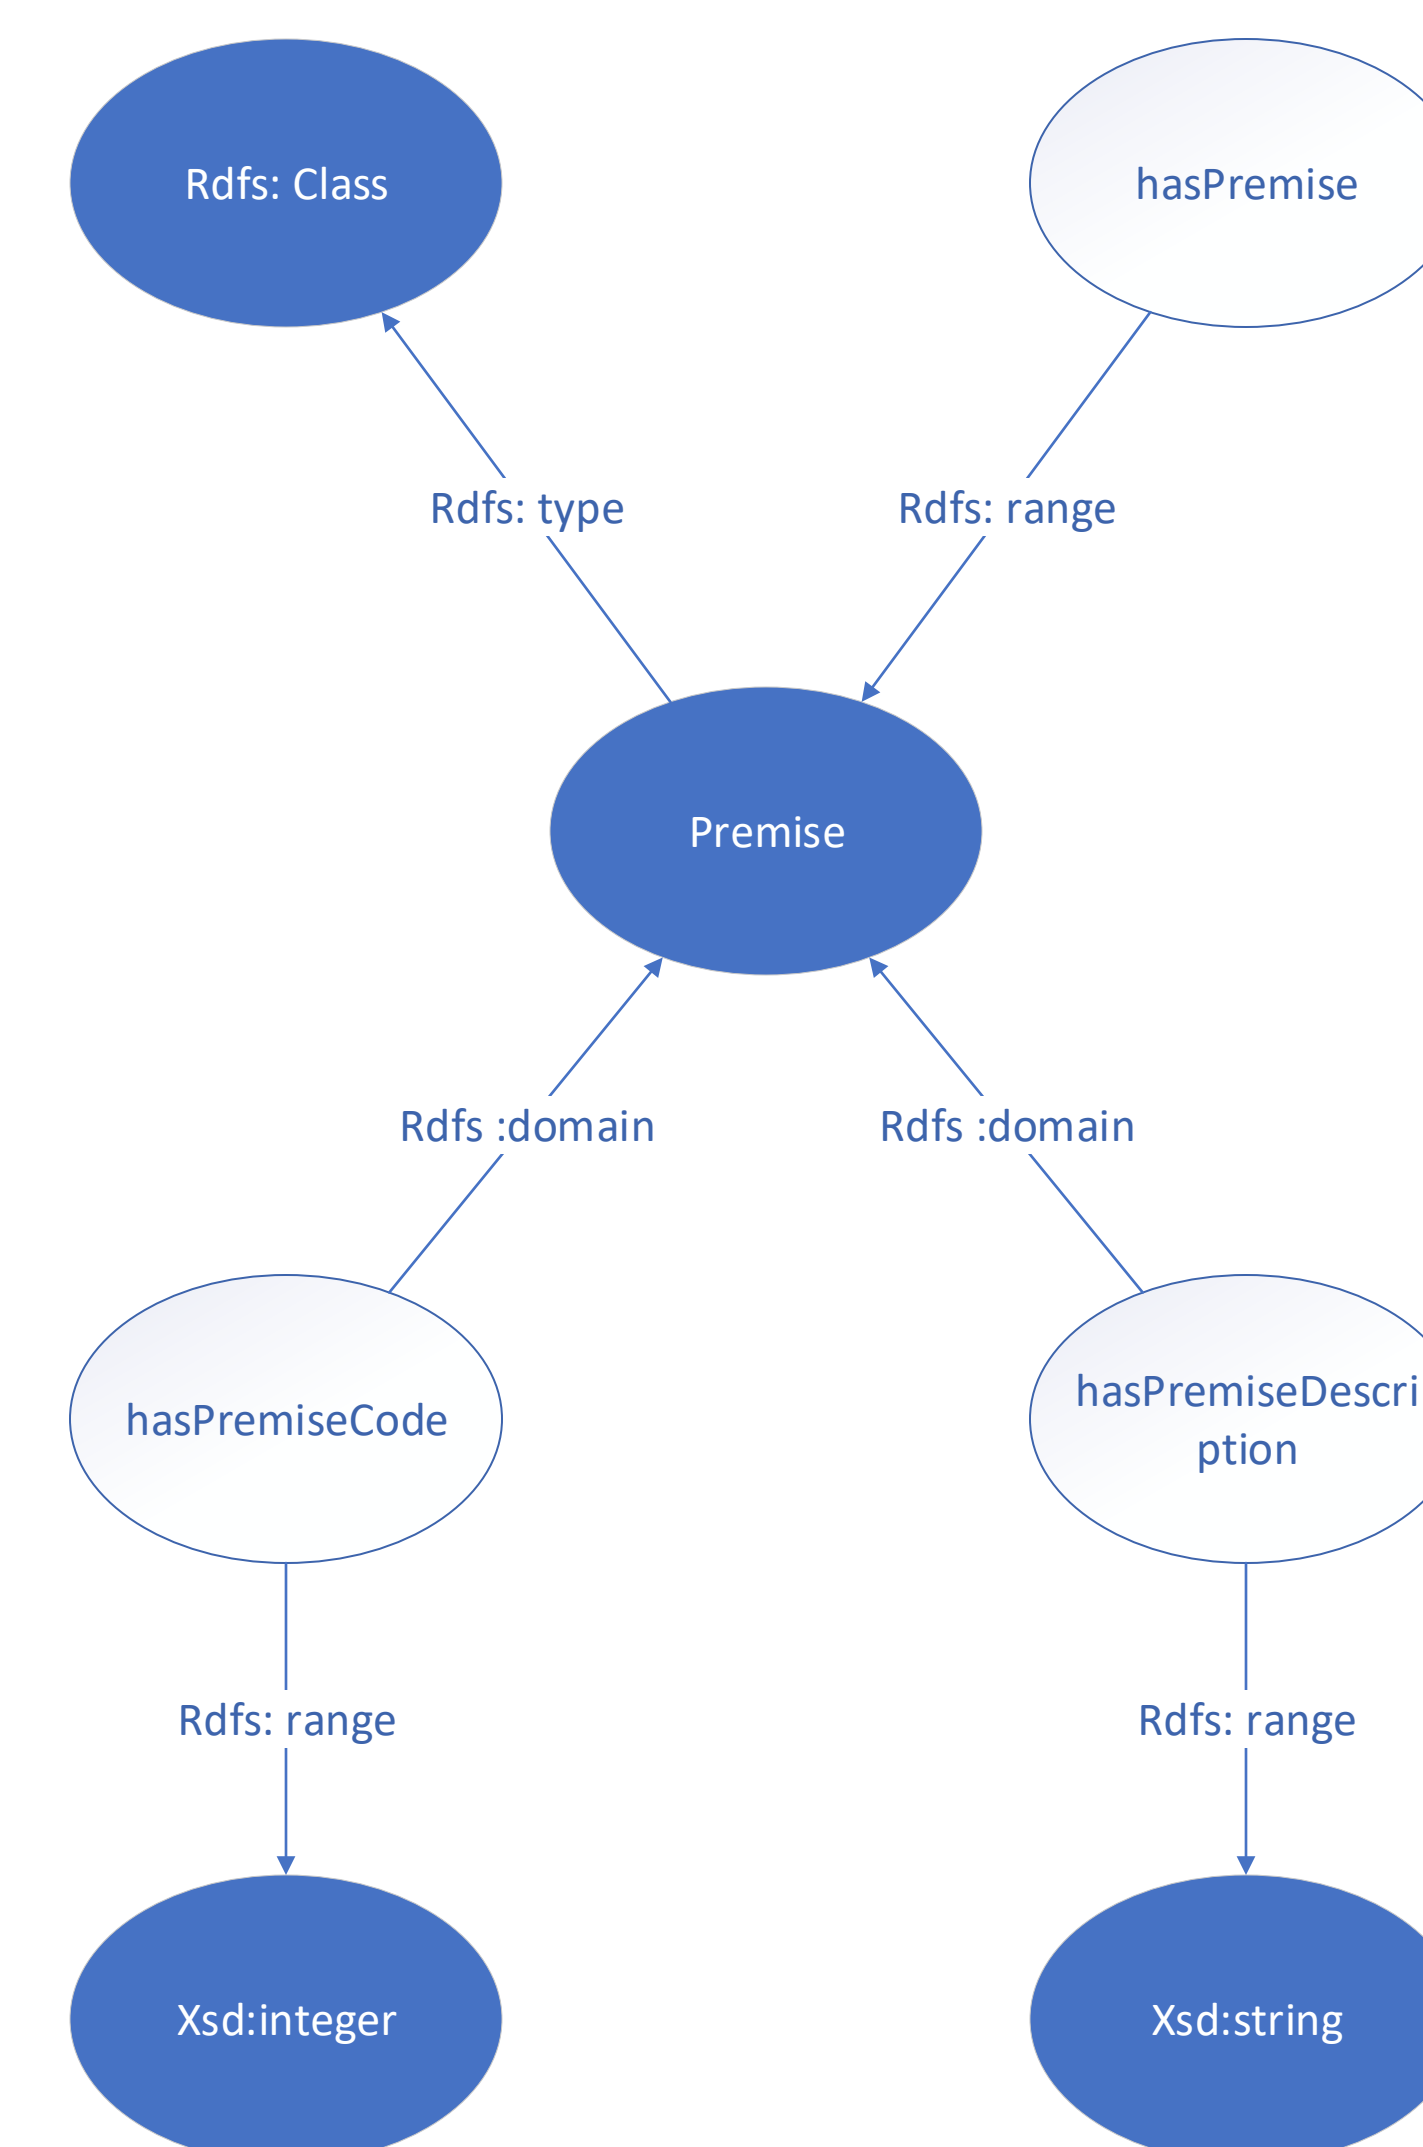 Rdfs: Class
hasPremise
Rdfs: type
Rdfs: range
Premise
Rdfs :domain
Rdfs :domain
hasPremiseCode
hasPremiseDescri
ption
Rdfs: range
Rdfs: range
Xsd:integer
Xsd:string